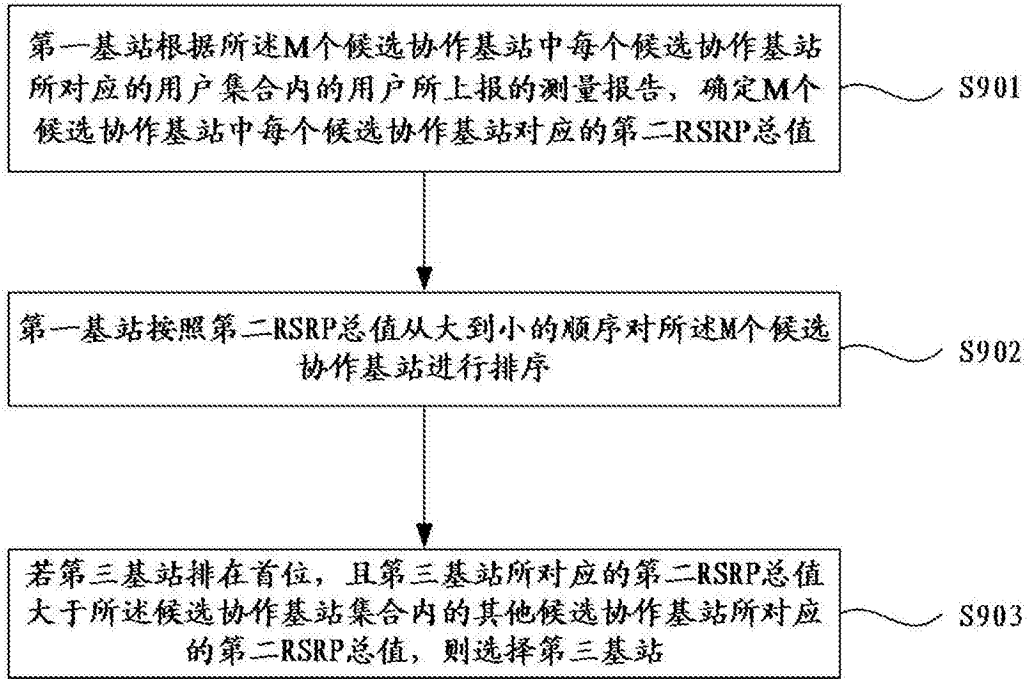 第一基站根据所述M个候选协作基站中每个候选协作基站
所对应的用户集合内的用户所上报的测量报告，确定M个
候选协作基站中每个候选协作基站对应的第二RSRP总值
S901
第一基站按照第二RSRP总值从大到小的顺序对所述M个候选
协作基站进行排序
S902
若第三基站排在首位，且第三基站所对应的第二RSRP总值
大于所述候选协作基站集合内的其他候选协作基站所对应
的第二RSRP总值，则选择第三基站
S903